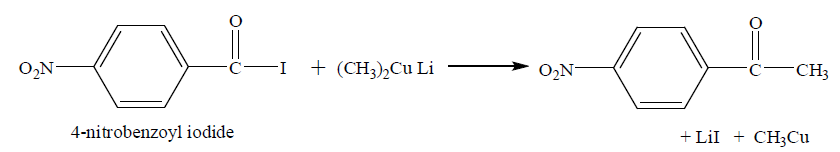 O
O₂N C I + (CH₃)₂Cu Li
4-nitrobenzoyl iodide
O
O₂N C CH₃
+ LiI + CH₃Cu